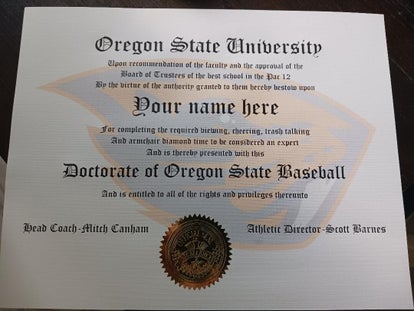 Oregon State University
Upon recommendation of the faculty and the approval of the
Board of Trustees of the best school in the Pac 12
By the virtue of the authority granted to them hereby bestow upon
Your name here
For completing the required viewing, cheering, trash talking
And armchair diamond time to be considered an expert
And is thereby presented with this
Doctorate of Oregon State Baseball
And is entitled to all of the rights and privileges thereunto
Head Coach-Mitch Canham
Athletic Director-Scott Barnes